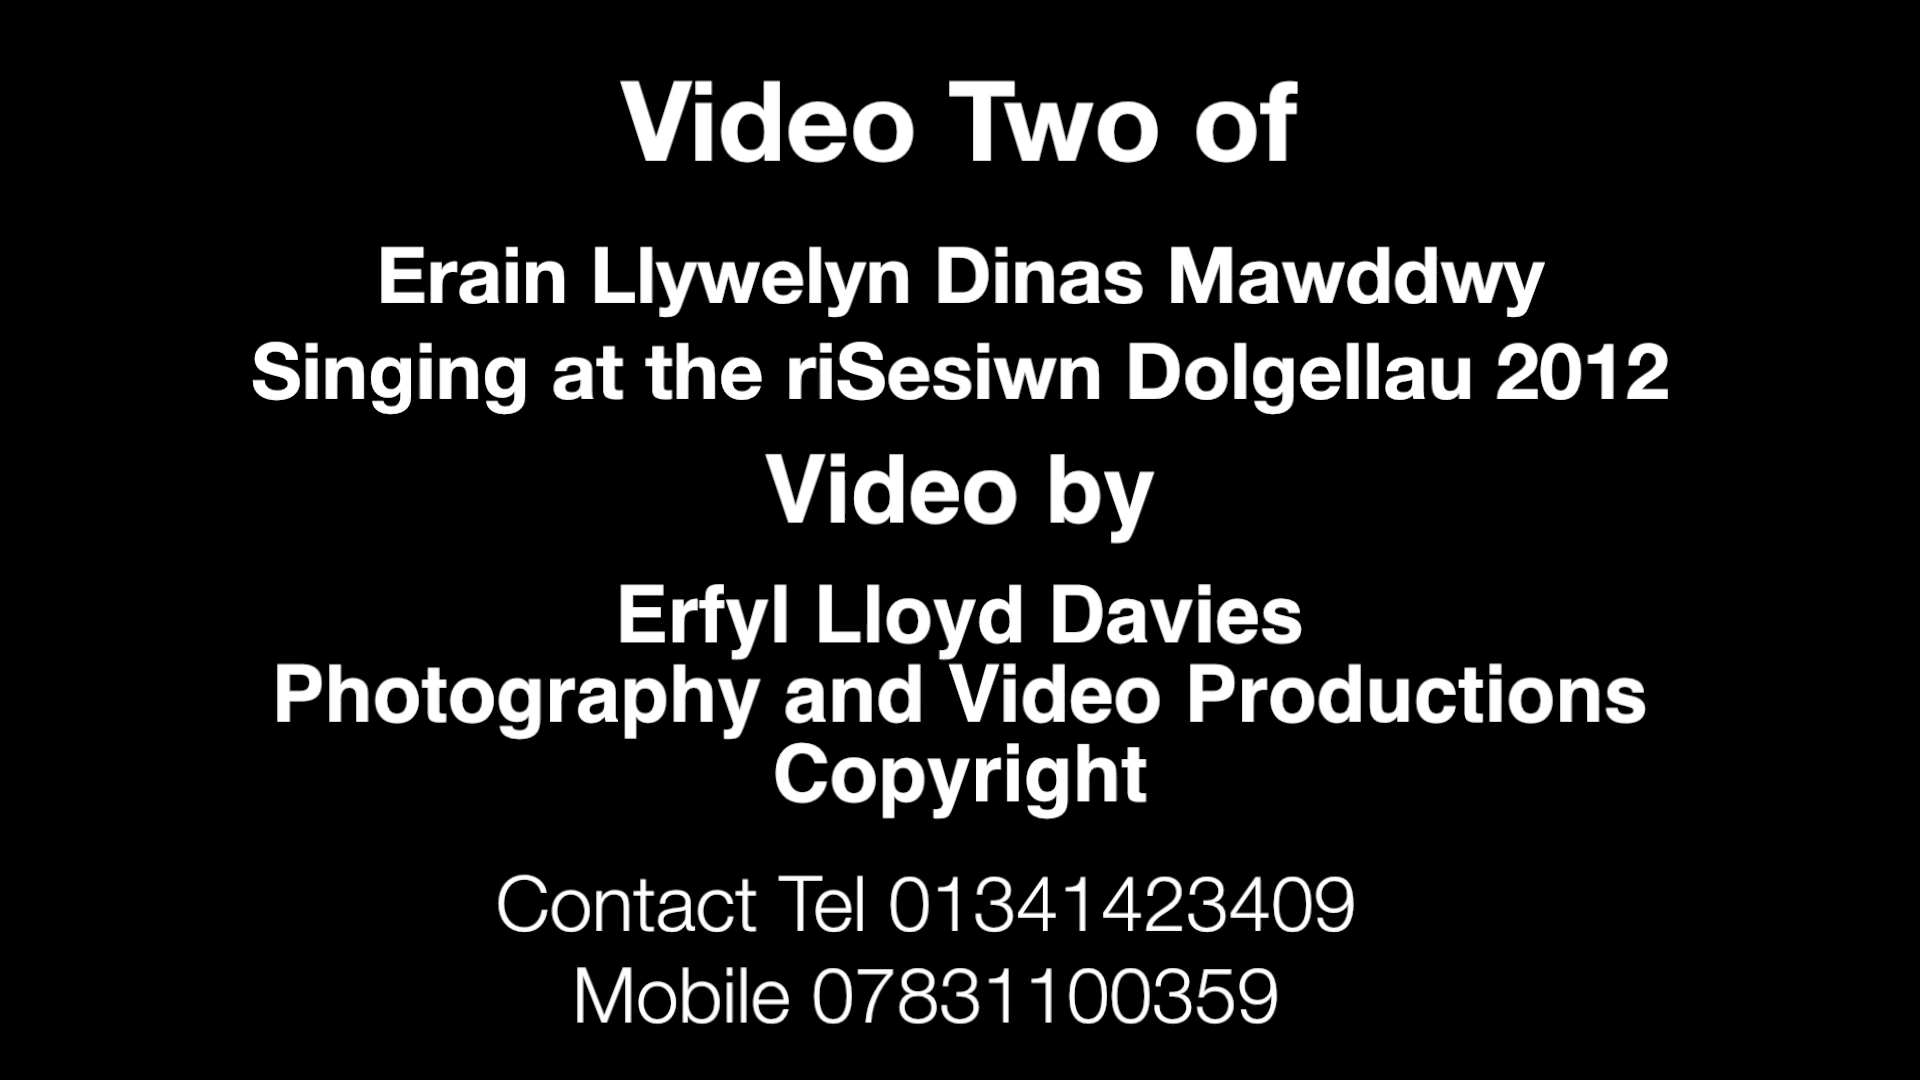 Video Two of
Erain Llywelyn Dinas Mawddwy
Singing at the riSesiwn Dolgellau 2012
Video by
Erfyl Lloyd Davies
Photography and Video Productions
Copyright
Contact Tel 01341423409
Mobile 07831100359